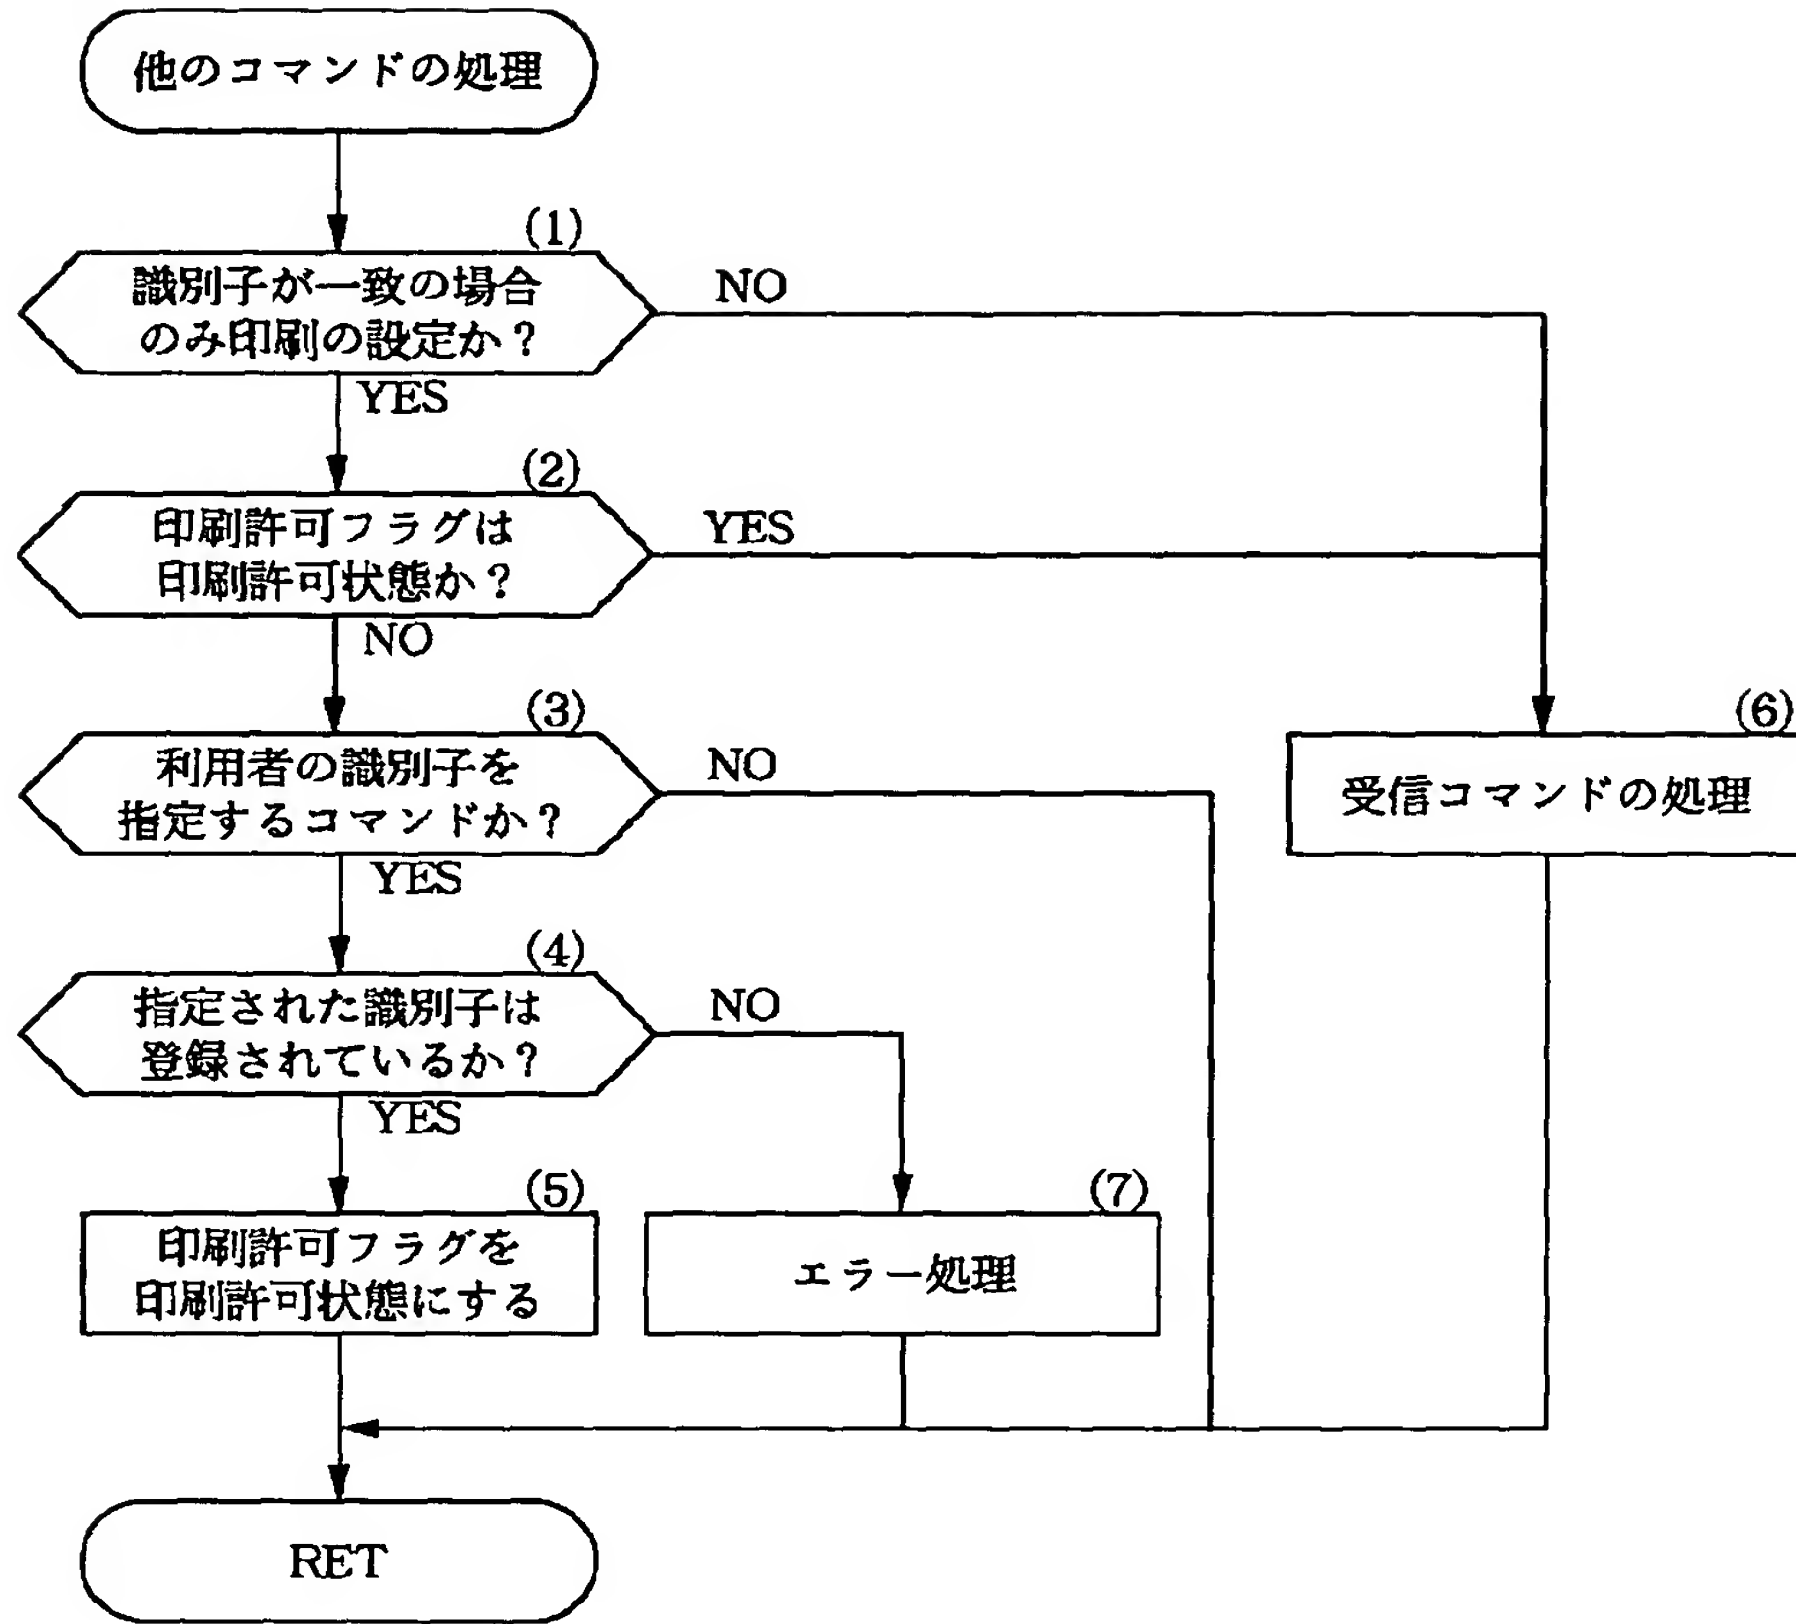 他のコマンドの処理
(1)
識別子が一致の場合
のみ印刷の設定か？
NO
YES
(2)
印刷許可フラグは
印刷許可状態か？
YES
NO
(3)
利用者の識別子を
指定するコマンドか？
NO
YES
(6)
受信コマンドの処理
(4)
指定された識別子は
登録されているか？
NO
YES
(5)
印刷許可フラグを
印刷許可状態にする
(7)
エラー処理
RET